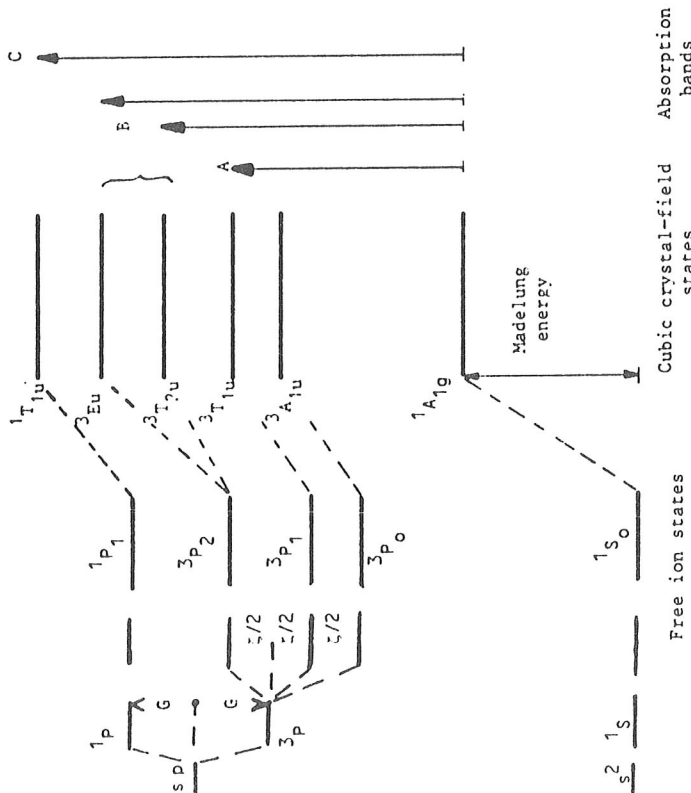 C
B
A
¹T₁ᵤ
³Eᵤ
³T₂ᵤ
³T₁ᵤ
³A₁ᵤ
¹A₁g
Madelung
energy
¹P₁
³P₂
³P₁
³P₀
¹S₀
ζ/2
ζ/2
ζ/2
¹P
G
sp
G
³P
s²
¹S
Free ion states
Cubic crystal-field
states
Absorption
bands